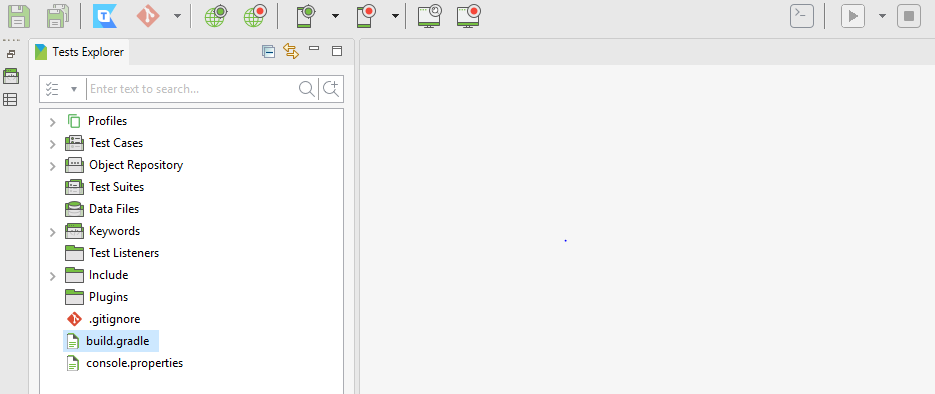 Tests Explorer
Enter text to search...
Profiles
Test Cases
Object Repository
Test Suites
Data Files
Keywords
Test Listeners
Include
Plugins
.gitignore
build.gradle
console.properties